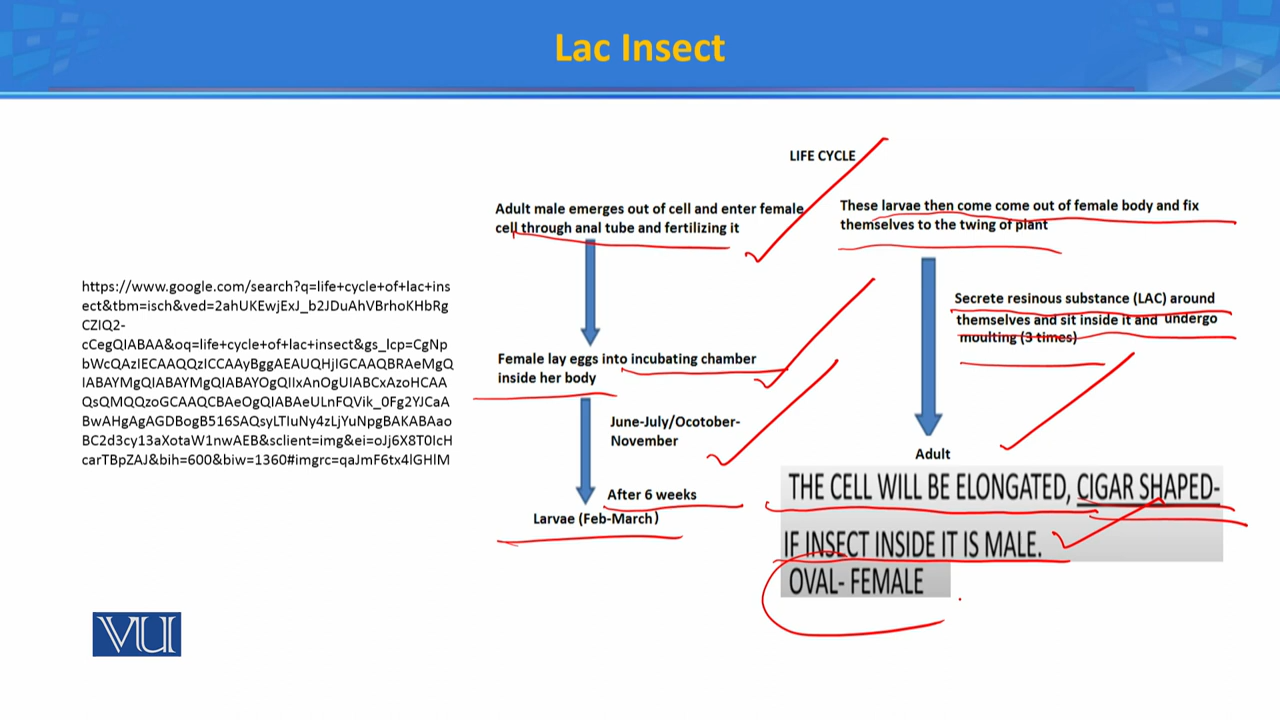 Lac Insect
LIFE CYCLE
Adult male emerges out of cell and enter female
cell through anal tube and fertilizing it
Female lay eggs into incubating chamber
inside her body
June-July/Ocotober-
November
After 6 weeks
Larvae (Feb-March)
These larvae then come come out of female body and fix
themselves to the twing of plant
Secrete resinous substance (LAC) around
themselves and sit inside it and undergo
moulting (3 times)
Adult
THE CELL WILL BE ELONGATED, CIGAR SHAPED-
IF INSECT INSIDE IT IS MALE.
OVAL- FEMALE
https://www.google.com/search?q=life+cycle+of+lac+ins
ect&tbm=isch&ved=2ahUKEwjExJ_b2JDuAhVBrhoKHbRg
CZIQ2-
cCegQIABAA&oq=life+cycle+of+lac+insect&gs_lcp=CgNp
bWcQAzIECAAQQzICCAAyBggAEAUQHjIGCAAQBRAeMgQ
IABAYMgQIABAYMgQIABAYOgQIIxAnOgUIABCxAzoHCAA
QsQMQQzoGCAAQCBAeOgQIABAeULnFQVik_0Fg2YJCaA
BwAHgAgAGDBogB516SAQsyLTIuNy4zLjYuNpgBAKABAao
BC2d3cy13aXotaW1nwAEB&sclient=img&ei=oJj6X8T0IcH
carTBpZAJ&bih=600&biw=1360#imgrc=qaJmF6tx4lGHlM
VU